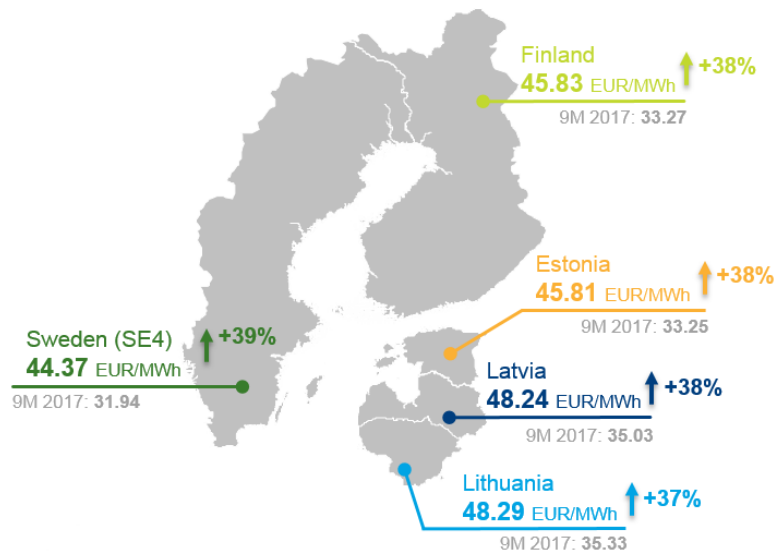 Finland
45.83 EUR/MWh
+38%
9M 2017: 33.27
Estonia
45.81 EUR/MWh
+38%
9M 2017: 33.25
Sweden (SE4)
44.37 EUR/MWh
+39%
9M 2017: 31.94
Latvia
48.24 EUR/MWh
+38%
9M 2017: 35.03
Lithuania
48.29 EUR/MWh
+37%
9M 2017: 35.33